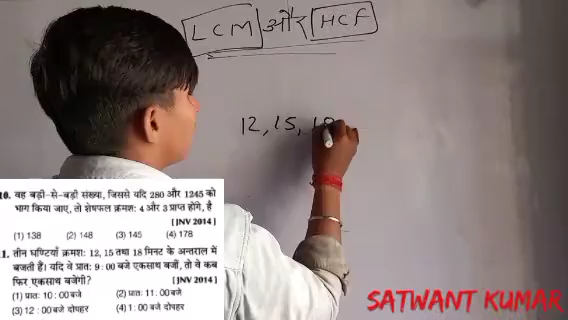 LCM और HCF
12, 15, 18
10. वह बड़ी-से-बड़ी संख्या, जिससे यदि 280 और 1245 को
भाग किया जाए, तो शेषफल क्रमश: 4 और 3 प्राप्त होंगे, है
[JNV 2014]
(1) 138 (2) 148 (3) 145 (4) 178
1. तीन घण्टियाँ क्रमश: 12, 15 तथा 18 मिनट के अन्तराल में
बजती हैं। यदि वे प्रात: 9 : 00 बजे एकसाथ बजीं, तो वे कब
फिर एकसाथ बजेंगी? [JNV 2014]
(1) प्रात: 10 : 00 बजे (2) प्रात: 11 : 00 बजे
(3) 12 : 00 बजे दोपहर (4) 1 : 00 बजे दोपहर
SATWANT KUMAR